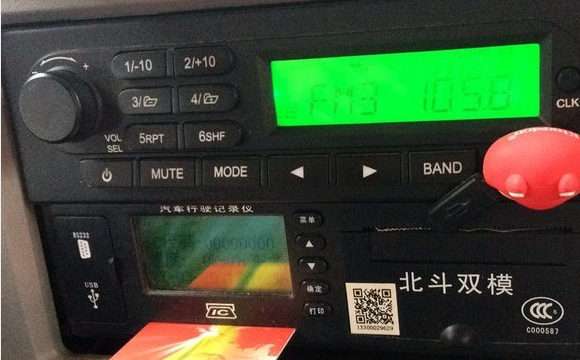 1/-10 2/+10
3/ 4/
VOL
SEL
5RPT 6SHF
MUTE MODE BAND
FM3 105.8
CLK
汽车行驶记录仪
RS232
USB
菜单
确定
打印
IC
北斗双模
13300029629
CCC
C000587